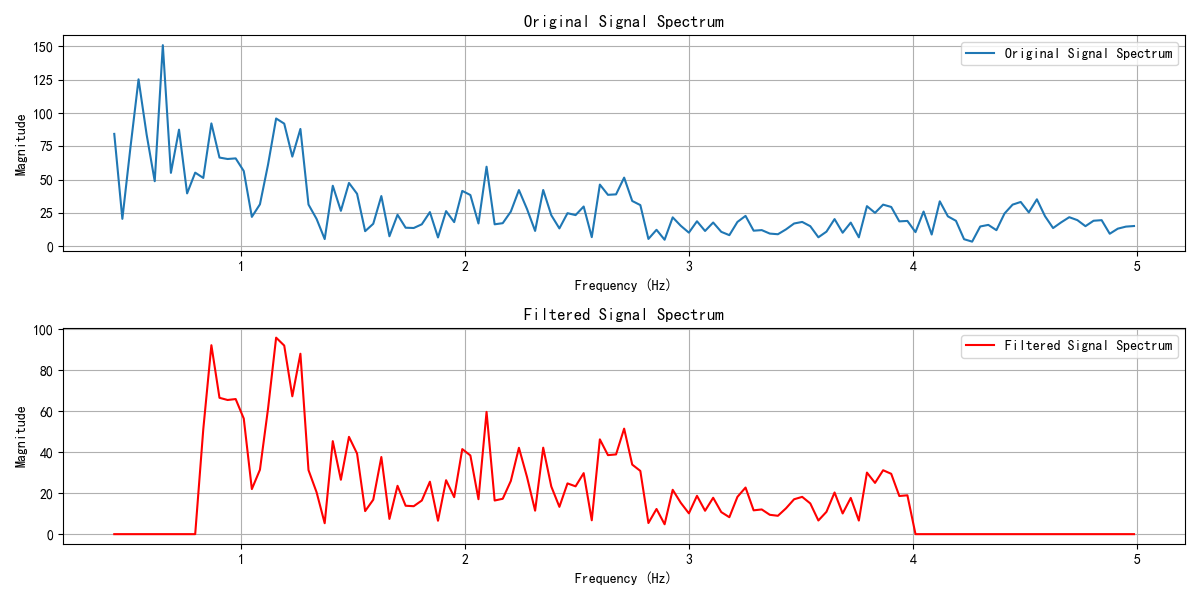 Original Signal Spectrum
Original Signal Spectrum
150
125
100
75
50
25
0
Magnitude
1 2 3 4 5
Frequency (Hz)
Filtered Signal Spectrum
Filtered Signal Spectrum
100
80
60
40
20
0
Magnitude
1 2 3 4 5
Frequency (Hz)